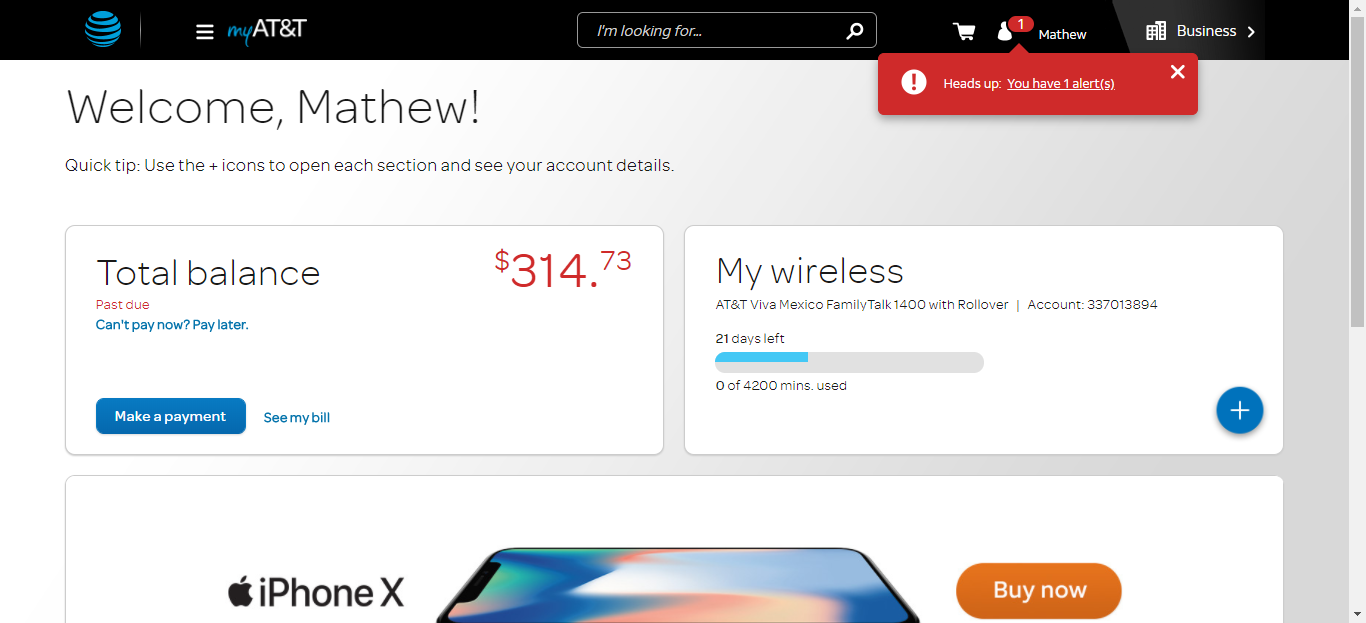 myAT&T
I'm looking for...
1
Mathew
Business
Heads up: You have 1 alert(s)
Welcome, Mathew!
Quick tip: Use the + icons to open each section and see your account details.
Total balance
$314.73
Past due
Can't pay now? Pay later.
Make a payment
See my bill
My wireless
AT&T Viva Mexico FamilyTalk 1400 with Rollover | Account: 337013894
21 days left
0 of 4200 mins. used
iPhone X
Buy now